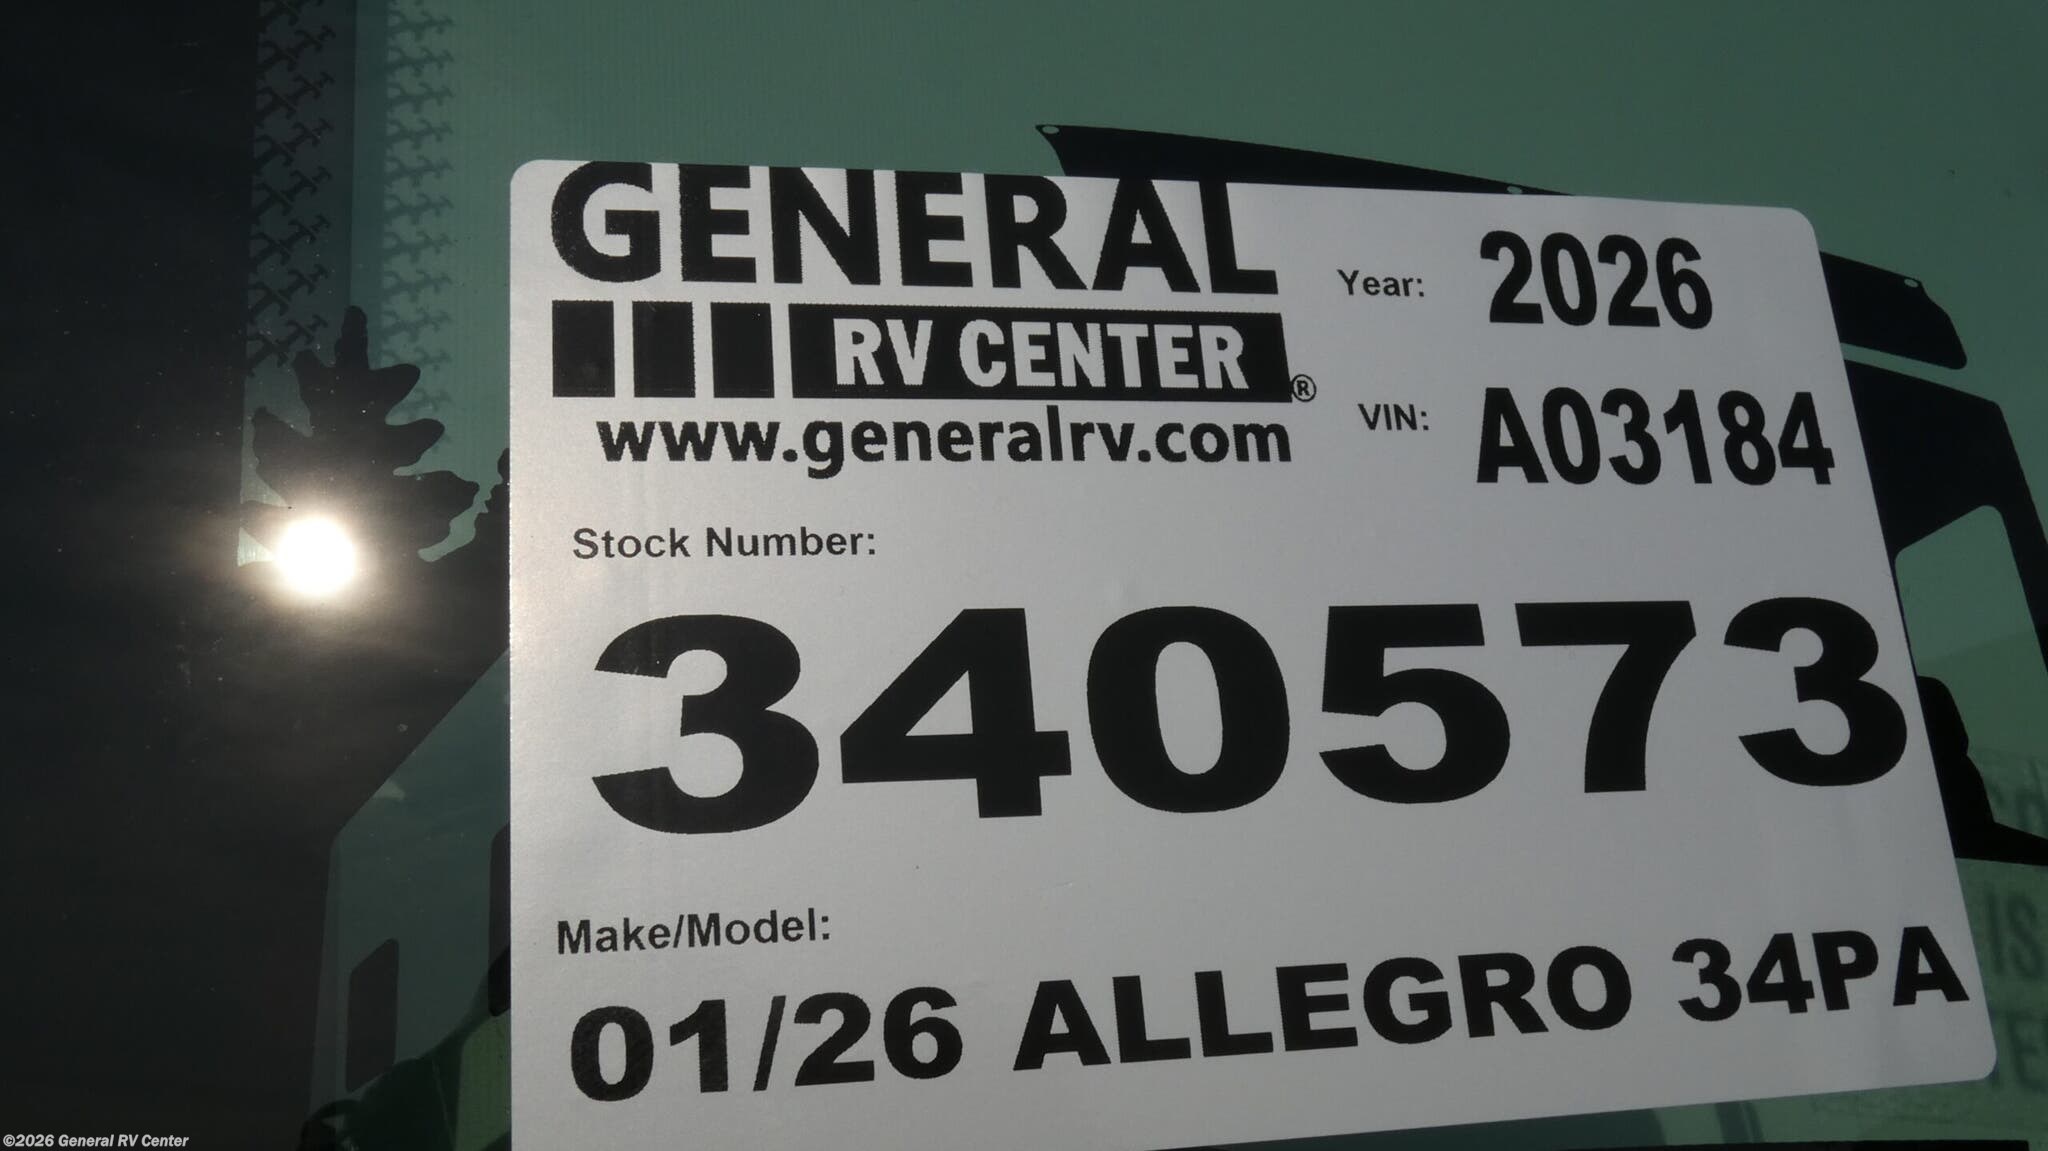 GENERAL
RV CENTER®
www.generalrv.com
Year: 2026
VIN: A03184
Stock Number:
340573
Make/Model:
01/26 ALLEGRO 34PA
©2026 General RV Center